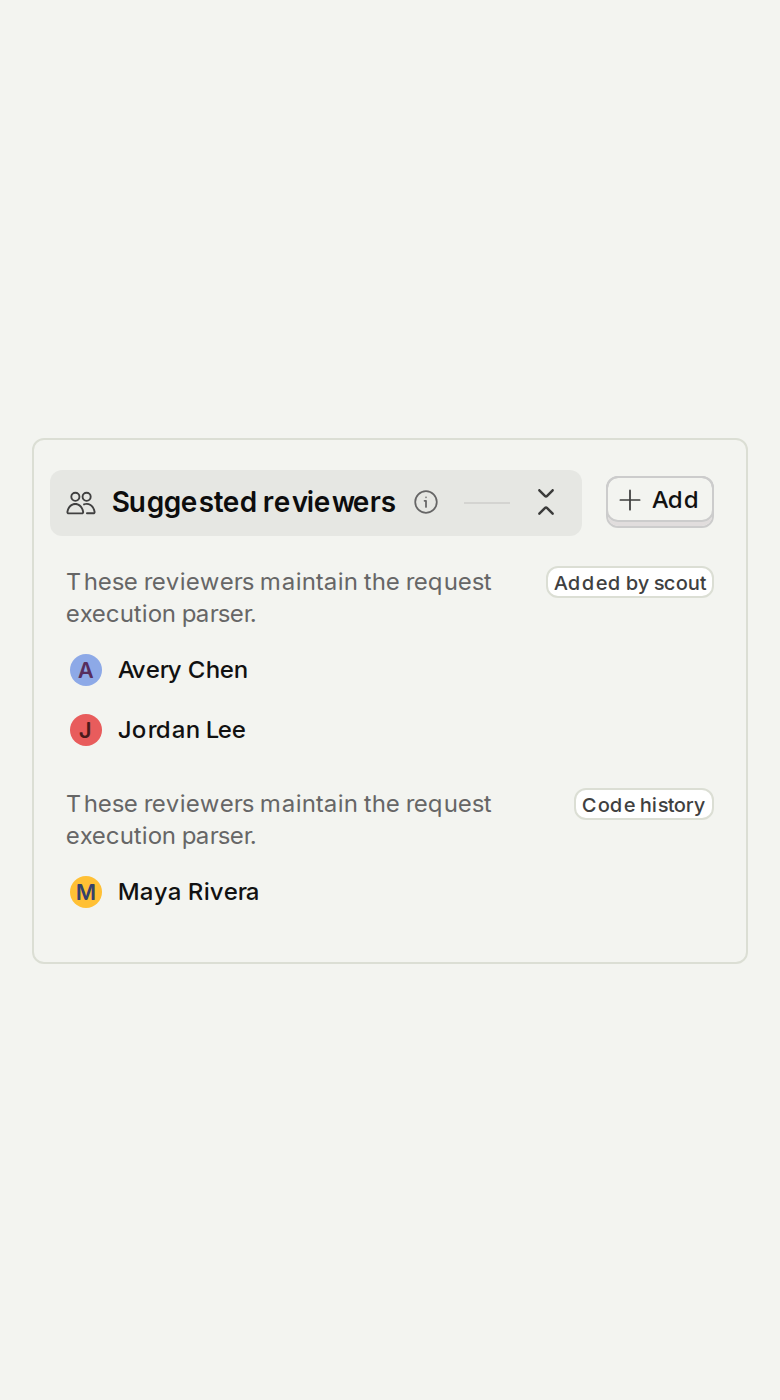 Suggested reviewers
Add
These reviewers maintain the request
execution parser.
Added by scout
A Avery Chen
J Jordan Lee
These reviewers maintain the request
execution parser.
Code history
M Maya Rivera